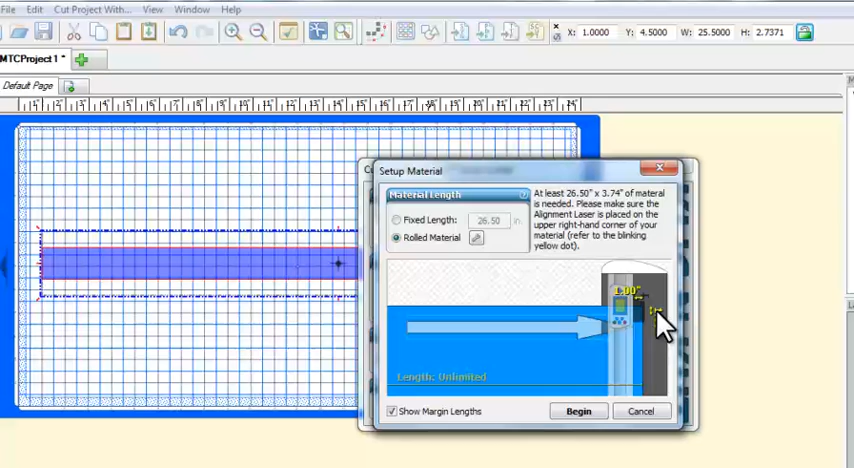 File Edit Cut Project With... View Window Help
X: 1.0000 Y: 4.5000 W: 25.5000 H: 2.7371
MTCProject1 *
Default Page
Setup Material
Material Length
Fixed Length: 26.50 in.
Rolled Material
At least 26.50" x 3.74" of material
is needed. Please make sure the
Alignment Laser is placed on the
upper right-hand corner of your
material (refer to the blinking
yellow dot).
1.00"
Length: Unlimited
Show Margin Lengths
Begin
Cancel